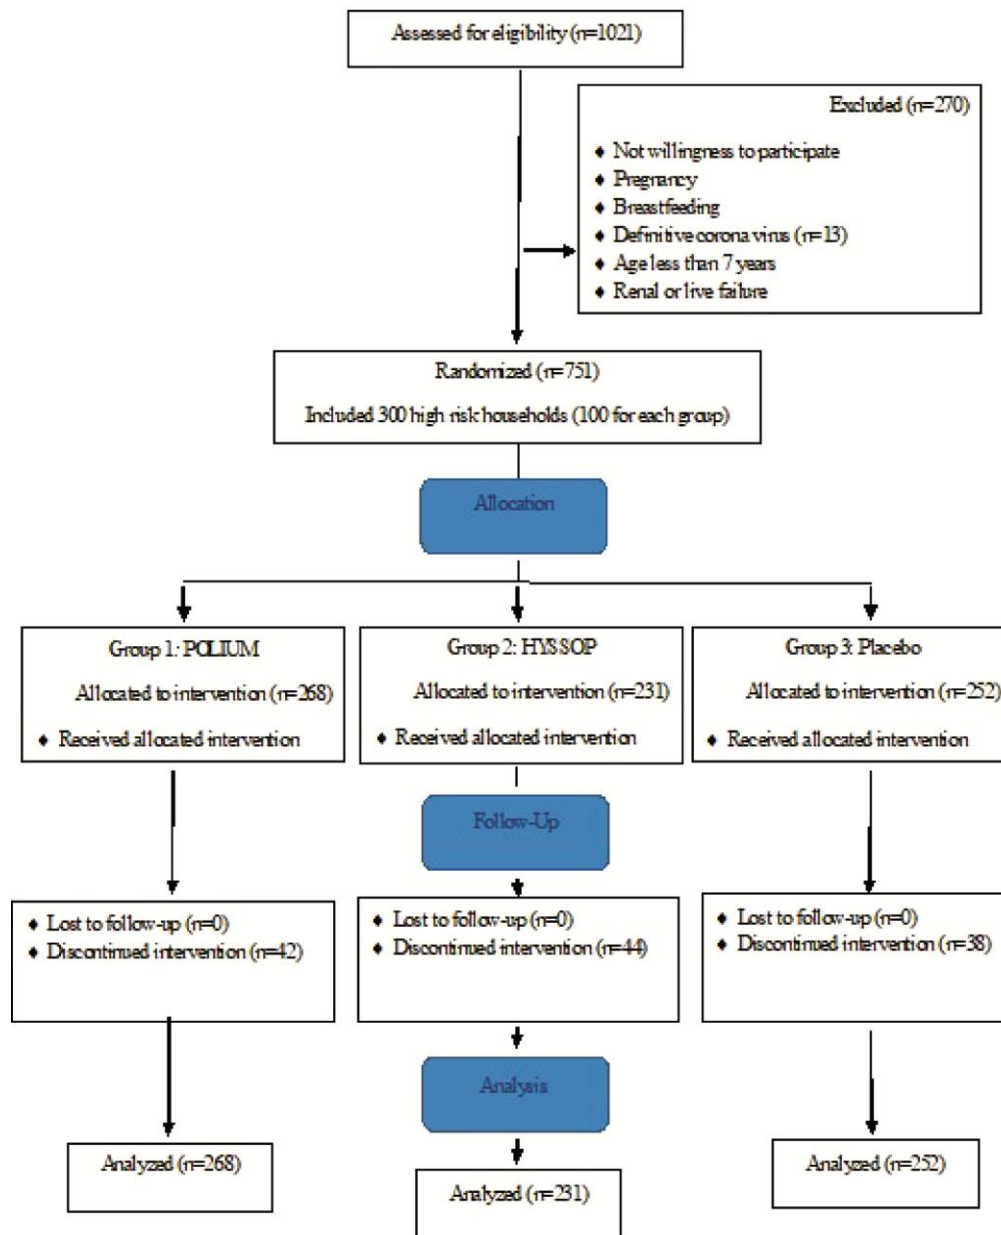 Assessed for eligibility (n=1021)
Excluded (n=270)
♦ Not willingness to participate
♦ Pregnancy
♦ Breastfeeding
♦ Definitive corona virus (n=13)
♦ Age less than 7 years
♦ Renal or live failure
Randomized (n=751)
Included 300 high risk households (100 for each group)
Allocation
Group 1: POLIUM
Allocated to intervention (n=268)
♦ Received allocated intervention
Group 2: HYSSOP
Allocated to intervention (n=231)
♦ Received allocated intervention
Group 3: Placebo
Allocated to intervention (n=252)
♦ Received allocated intervention
Follow-Up
♦ Lost to follow-up (n=0)
♦ Discontinued intervention (n=42)
♦ Lost to follow-up (n=0)
♦ Discontinued intervention (n=44)
♦ Lost to follow-up (n=0)
♦ Discontinued intervention (n=38)
Analysis
Analyzed (n=268)
Analyzed (n=231)
Analyzed (n=252)